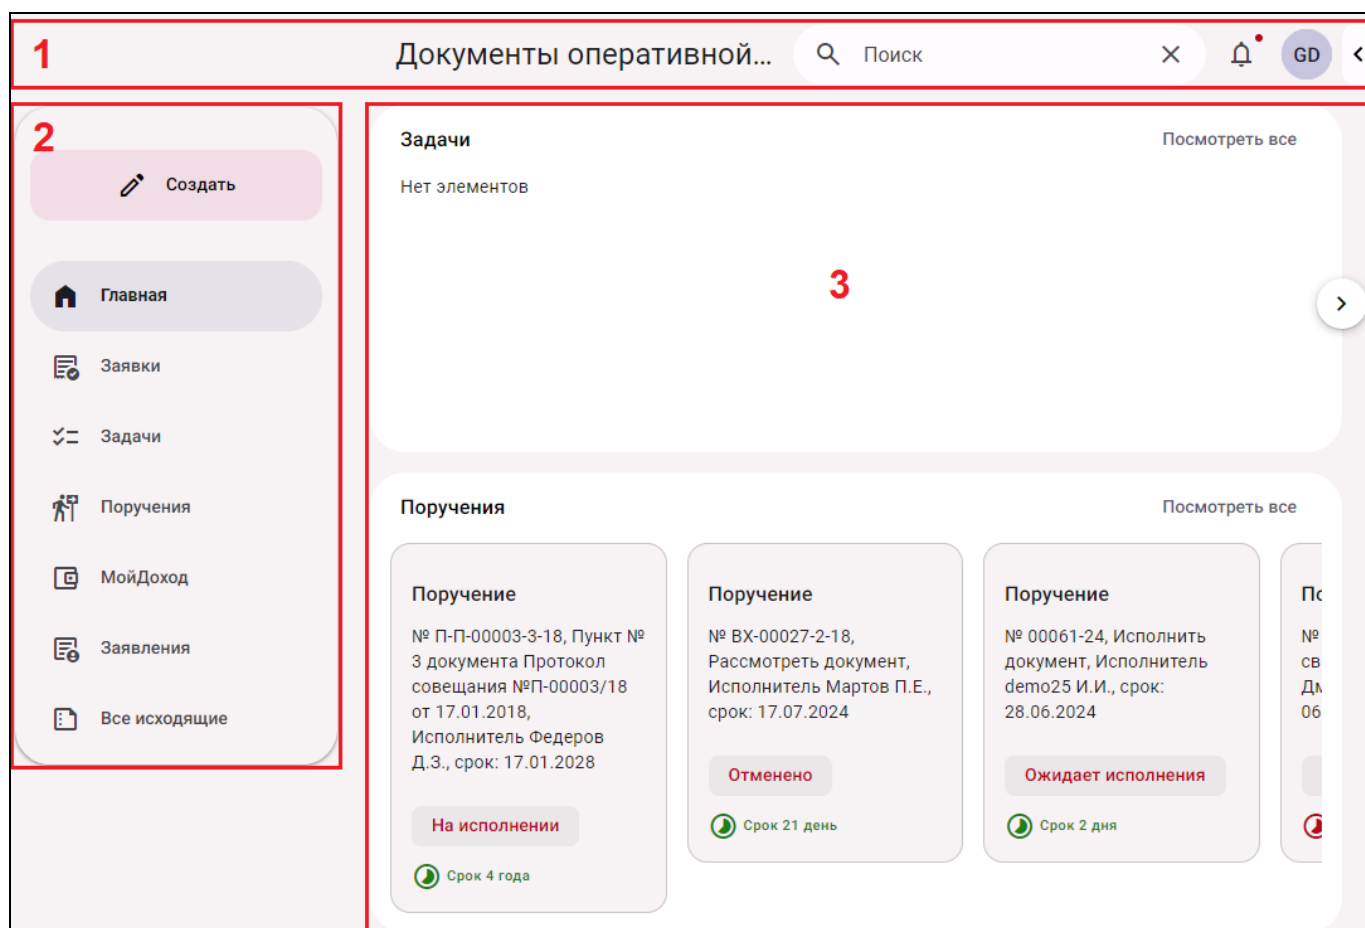 1
Документы оперативной...
Поиск
GD
2
Создать
Главная
Заявки
Задачи
Поручения
МойДоход
Заявления
Все исходящие
3
Задачи
Посмотреть все
Нет элементов
Поручения
Посмотреть все
Поручение
№ П-П-00003-3-18, Пункт №
3 документа Протокол
совещания №П-00003/18
от 17.01.2018,
Исполнитель Федеров
Д.З., срок: 17.01.2028
На исполнении
Срок 4 года
Поручение
№ ВХ-00027-2-18,
Рассмотреть документ,
Исполнитель Мартов П.Е.,
срок: 17.07.2024
Отменено
Срок 21 день
Поручение
№ 00061-24, Исполнить
документ, Исполнитель
demo25 И.И., срок:
28.06.2024
Ожидает исполнения
Срок 2 дня
№
св
06